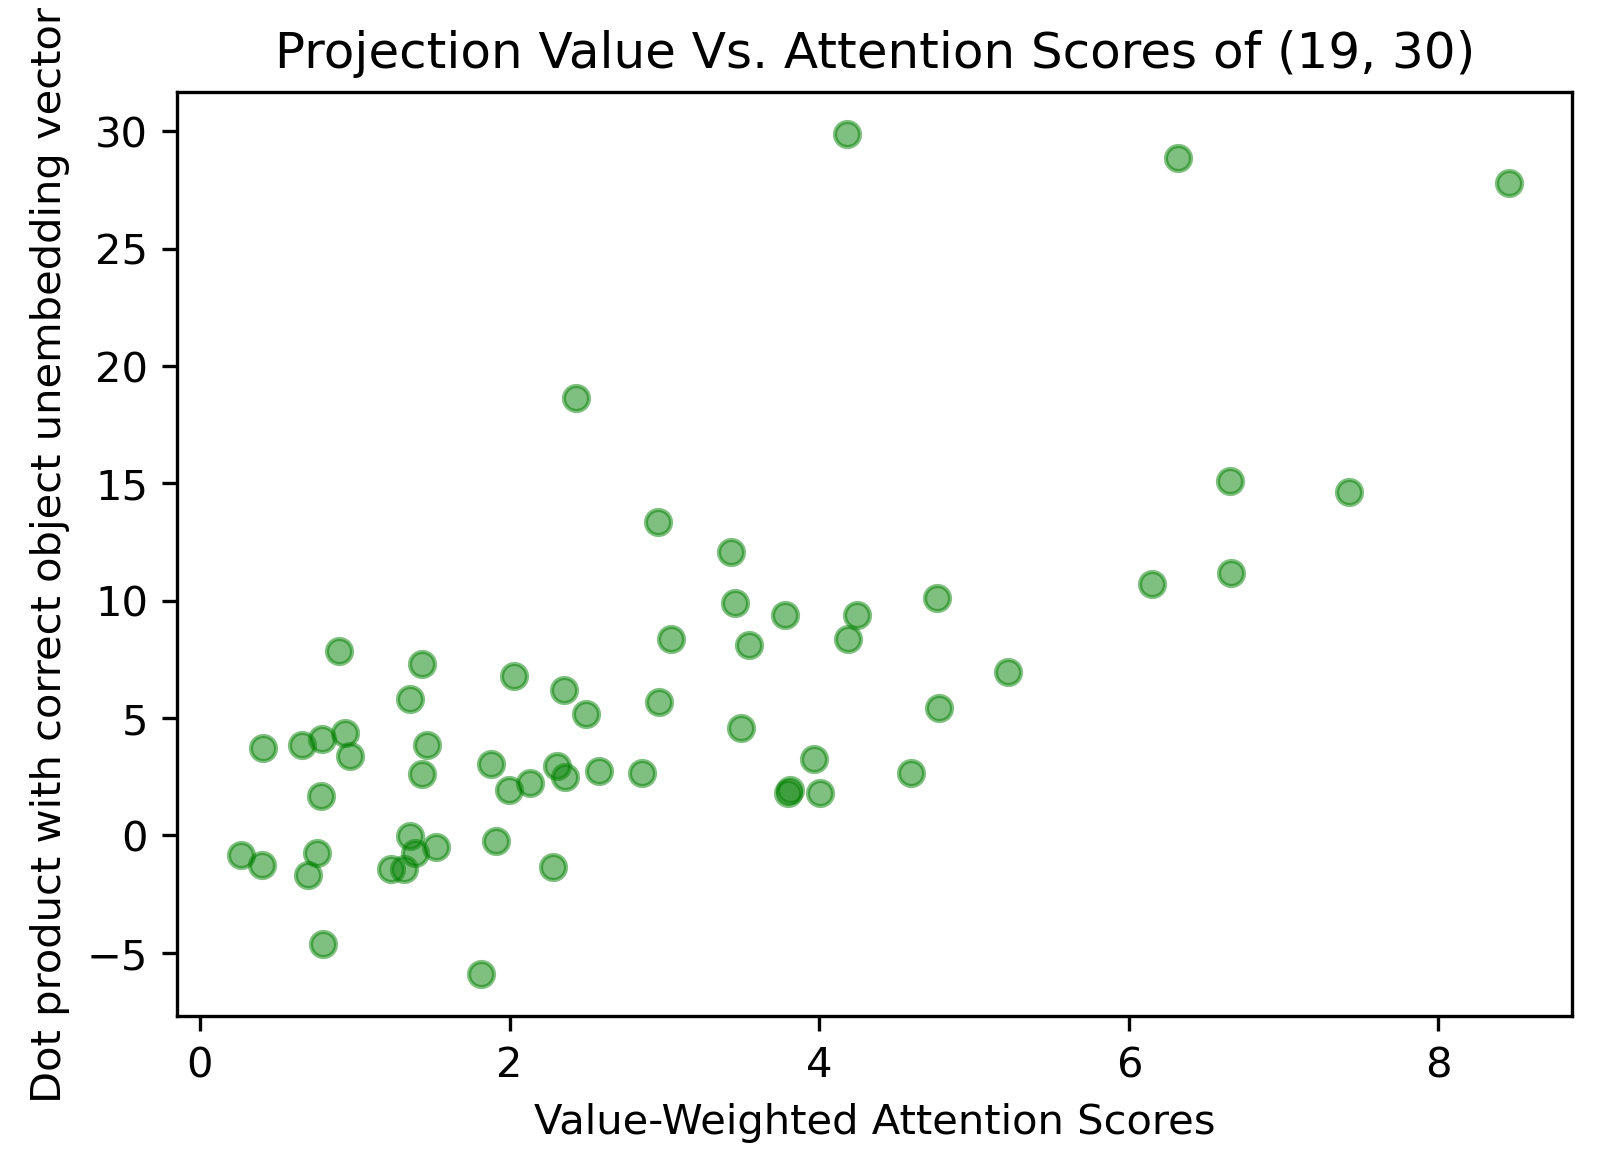 Projection Value Vs. Attention Scores of (19, 30)
Dot product with correct object unembedding vector
30
25
20
15
10
5
0
−5
0 2 4 6 8
Value-Weighted Attention Scores